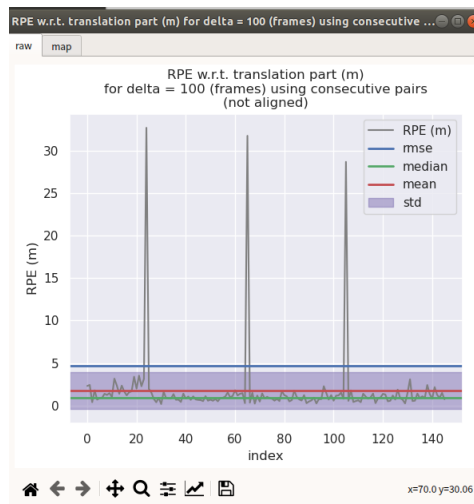 RPE w.r.t. translation part (m) for delta = 100 (frames) using consecutive ...
raw map
RPE w.r.t. translation part (m)
for delta = 100 (frames) using consecutive pairs
(not aligned)
RPE (m)
rmse
median
mean
std
30
25
20
15
10
5
0
RPE (m)
0 20 40 60 80 100 120 140
index
x=70.0 y=30.06